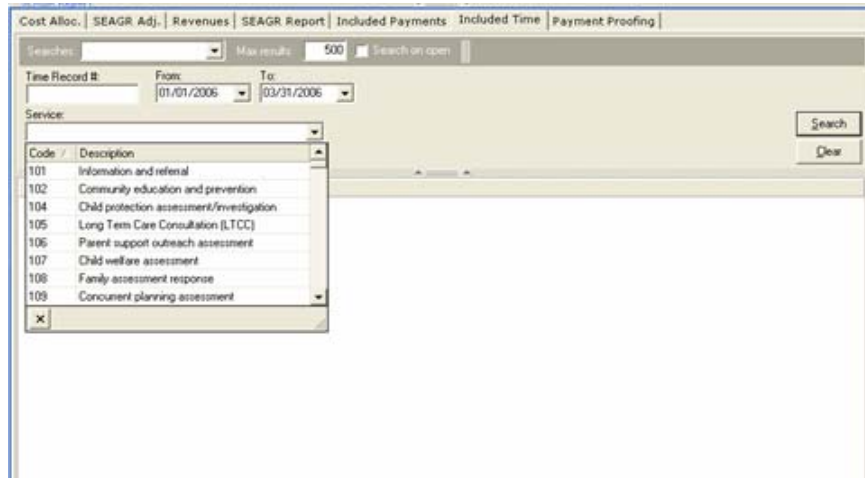 Cost Alloc. SEAGR Adj. Revenues SEAGR Report Included Payments Included Time Payment Proofing
Searches: Max results: 500 Search on open
Time Record #: From: To:
01/01/2006 03/31/2006
Service:
Search
Clear
Code Description
101 Information and referral
102 Community education and prevention
104 Child protection assessment/investigation
105 Long Term Care Consultation (LTCC)
106 Parent support outreach assessment
107 Child welfare assessment
108 Family assessment response
109 Concurrent planning assessment